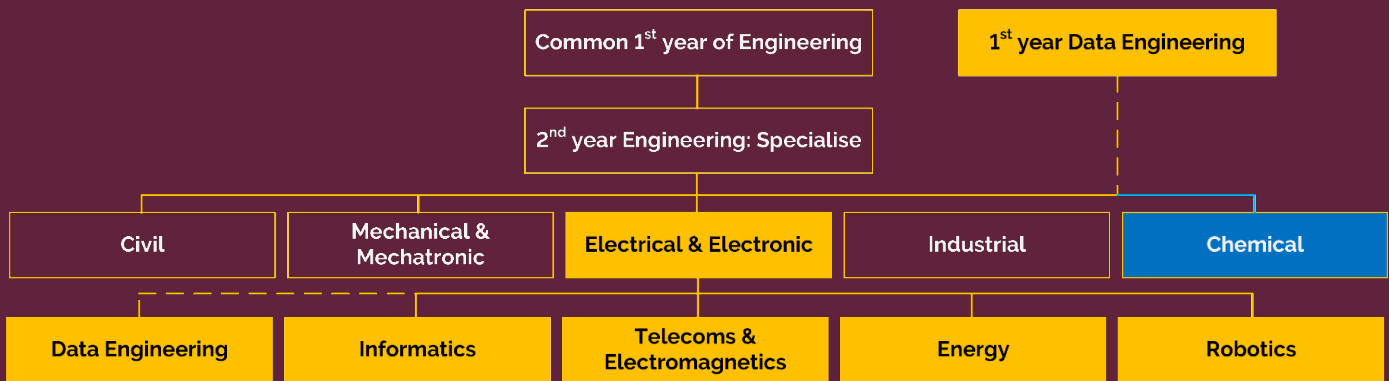 Common 1st year of Engineering
1st year Data Engineering
2nd year Engineering: Specialise
Civil
Mechanical &
Mechatronic
Electrical & Electronic
Industrial
Chemical
Data Engineering
Informatics
Telecoms &
Electromagnetics
Energy
Robotics